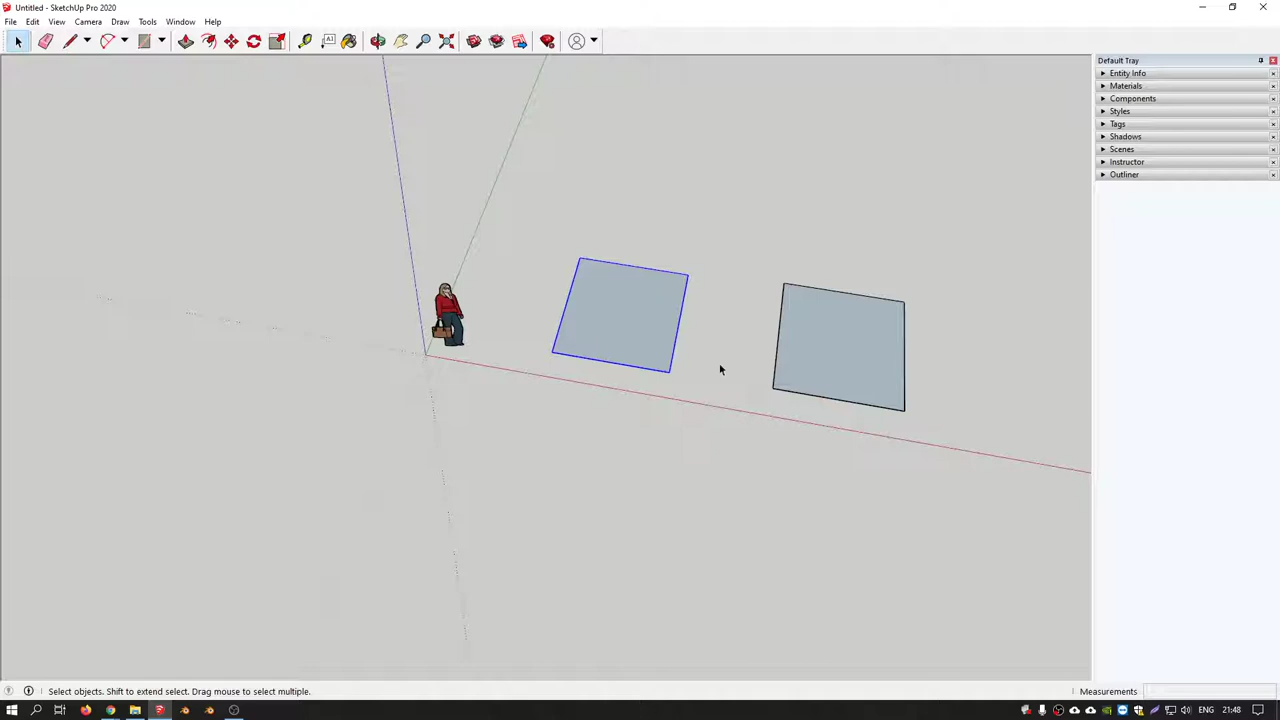 Untitled - SketchUp Pro 2020
File Edit View Camera Draw Tools Window Help
Default Tray
Entity Info
Materials
Components
Styles
Tags
Shadows
Scenes
Instructor
Outliner
Select objects. Shift to extend select. Drag mouse to select multiple.
Measurements
ENG 21:48